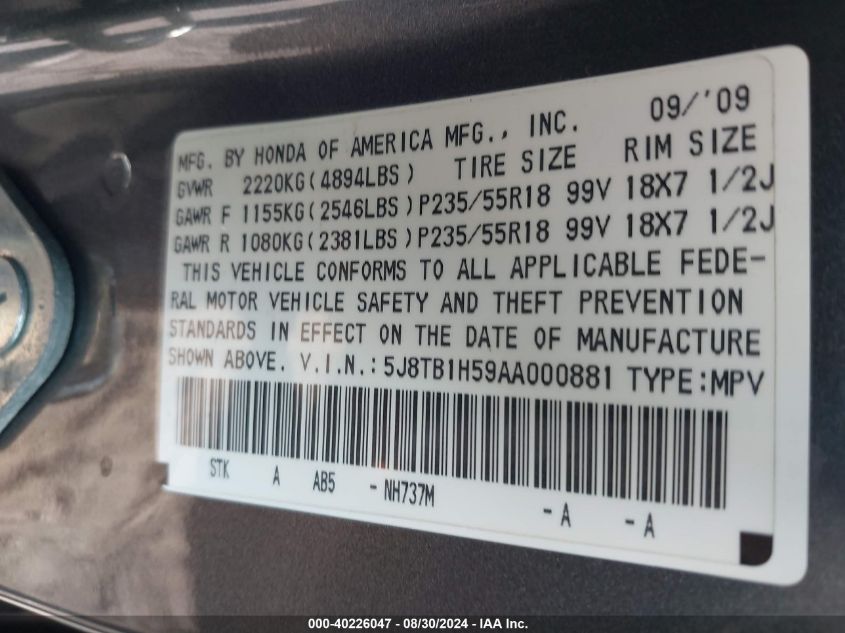 09/'09
MFG. BY HONDA OF AMERICA MFG., INC.
TIRE SIZE RIM SIZE
GVWR 2220KG(4894LBS)
GAWR F 1155KG(2546LBS)P235/55R18 99V 18X7 1/2J
GAWR R 1080KG(2381LBS)P235/55R18 99V 18X7 1/2J
THIS VEHICLE CONFORMS TO ALL APPLICABLE FEDE-
RAL MOTOR VEHICLE SAFETY AND THEFT PREVENTION
STANDARDS IN EFFECT ON THE DATE OF MANUFACTURE
SHOWN ABOVE. V.I.N.:5J8TB1H59AA000881 TYPE:MPV
STK A AB5 -NH737M -A -A
000-40226047 - 08/30/2024 - IAA Inc.